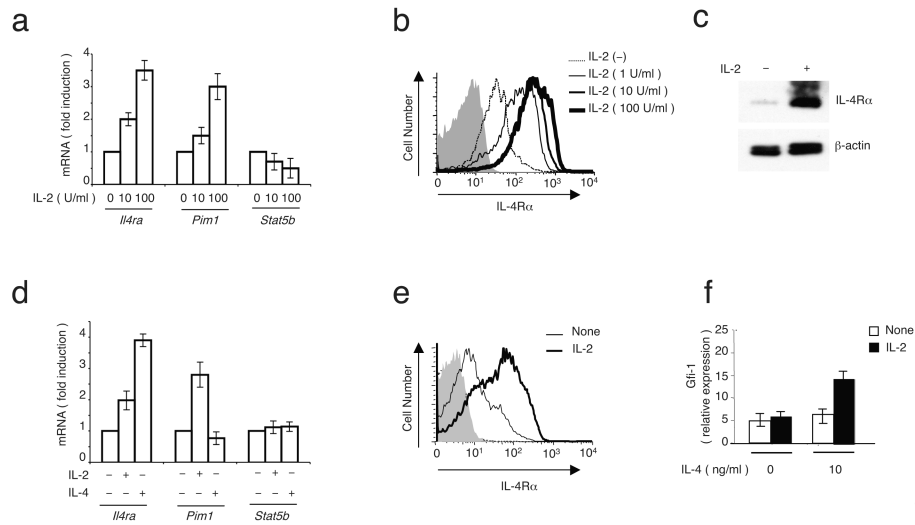 a
mRNA ( fold induction )
4
2
0
IL-2 ( U/ml )
0 10 100
0 10 100
0 10 100
Il4ra
Pim1
Stat5b
b
Cell Number
IL-2 (−)
IL-2 ( 1 U/ml )
IL-2 ( 10 U/ml )
IL-2 ( 100 U/ml )
0
10¹
10²
10³
10⁴
IL-4Rα
c
IL-2
−
+
IL-4Rα
β-actin
d
mRNA ( fold induction )
4
2
0
IL-2
− + − − + − − + −
IL-4
− − + − − + − − +
Il4ra
Pim1
Stat5b
e
Cell Number
None
IL-2
0
10¹
10²
10³
10⁴
IL-4Rα
f
None
IL-2
Gfi-1
( relative expression )
25
20
15
10
5
0
IL-4 ( ng/ml )
0
10